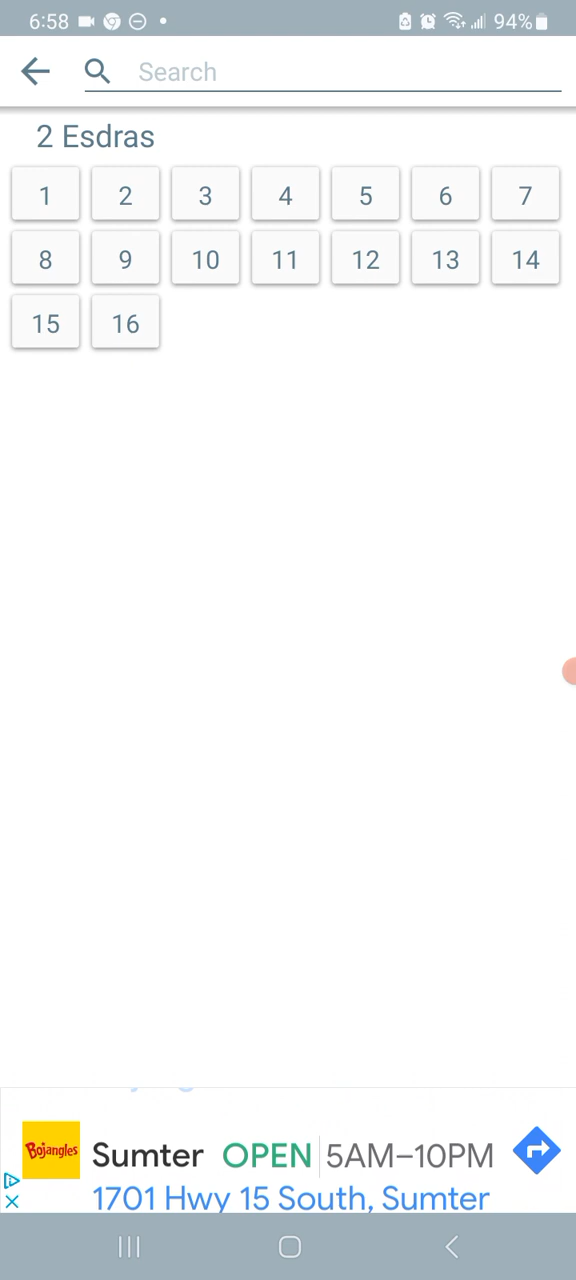 6:58 94%
Search
2 Esdras
1 2 3 4 5 6 7
8 9 10 11 12 13 14
15 16
Bojangles
Sumter OPEN 5AM–10PM
1701 Hwy 15 South, Sumter